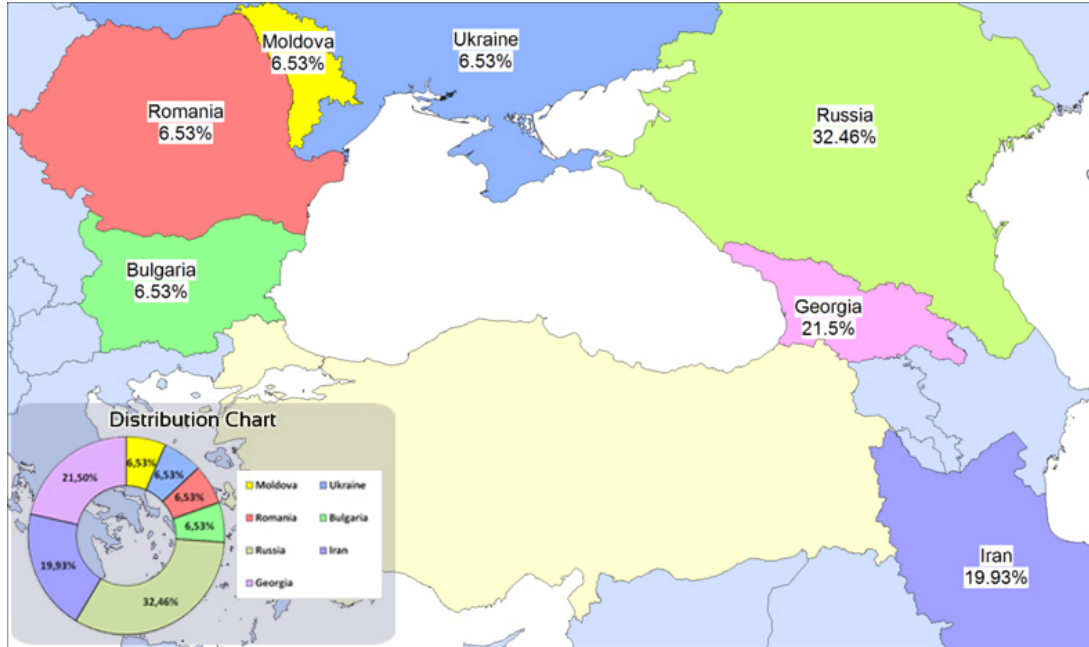 Moldova
6.53%
Ukraine
6.53%
Romania
6.53%
Russia
32.46%
Bulgaria
6.53%
Georgia
21.5%
Iran
19.93%
Distribution Chart
6,53%
6,53%
6,53%
6,53%
32,46%
19,93%
21,50%
Moldova
Ukraine
Romania
Bulgaria
Russia
Iran
Georgia